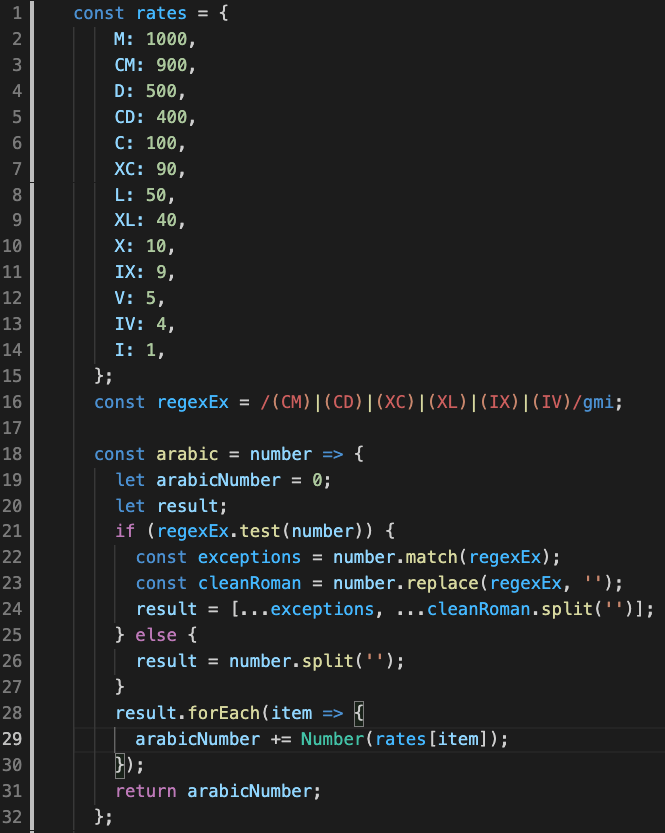 1 const rates = {
2 M: 1000,
3 CM: 900,
4 D: 500,
5 CD: 400,
6 C: 100,
7 XC: 90,
8 L: 50,
9 XL: 40,
10 X: 10,
11 IX: 9,
12 V: 5,
13 IV: 4,
14 I: 1,
15 };
16 const regexEx = /(CM)|(CD)|(XC)|(XL)|(IX)|(IV)/gmi;
17
18 const arabic = number => {
19 let arabicNumber = 0;
20 let result;
21 if (regexEx.test(number)) {
22 const exceptions = number.match(regexEx);
23 const cleanRoman = number.replace(regexEx, '');
24 result = [...exceptions, ...cleanRoman.split('')];
25 } else {
26 result = number.split('');
27 }
28 result.forEach(item => {
29 arabicNumber += Number(rates[item]);
30 });
31 return arabicNumber;
32 };